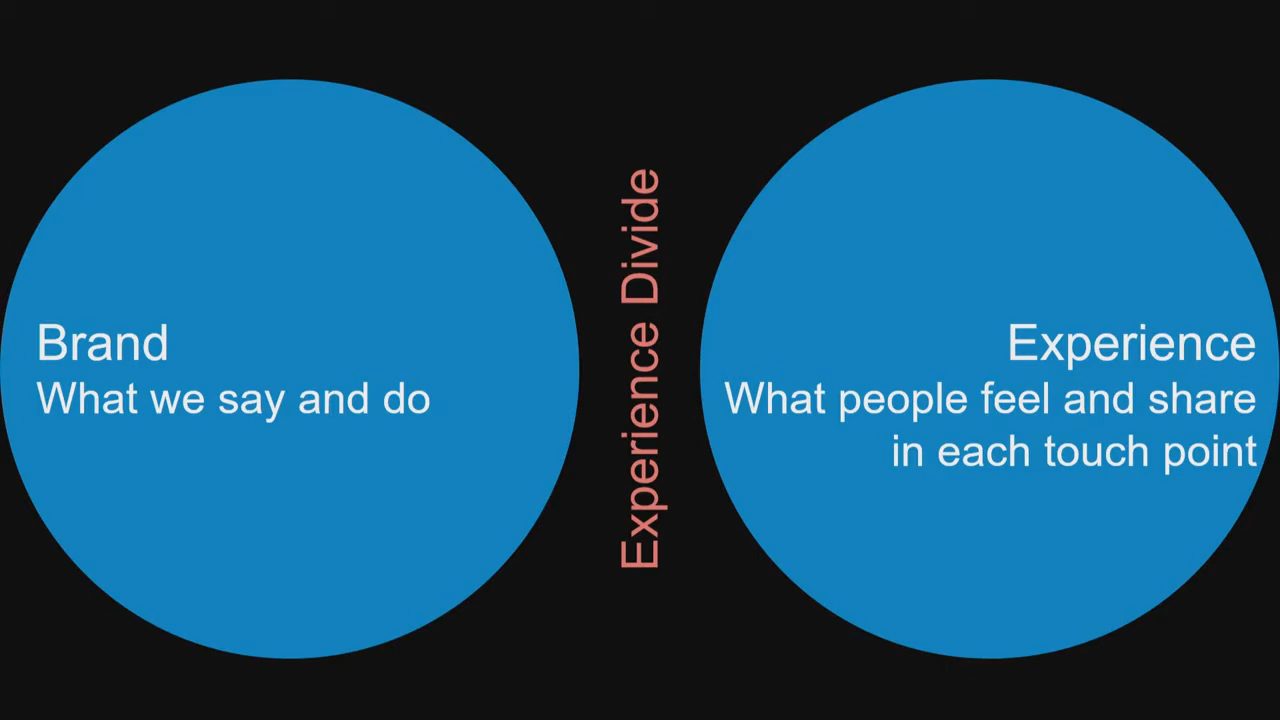 Brand
What we say and do
Experience Divide
Experience
What people feel and share
in each touch point